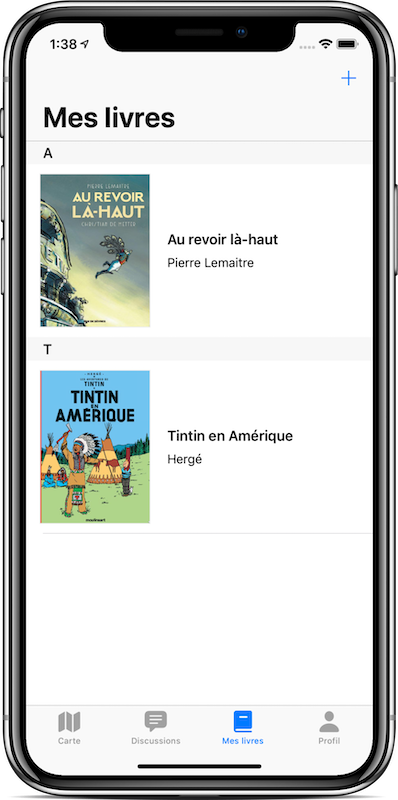 1:38
Mes livres
A
PIERRE LEMAITRE
AU REVOIR
LÀ-HAUT
CHRISTIAN DE METTER
Au revoir là-haut
Pierre Lemaitre
T
HERGÉ
LES AVENTURES DE
TINTIN
TINTIN
EN
AMÉRIQUE
Tintin en Amérique
Hergé
Carte
Discussions
Mes livres
Profil